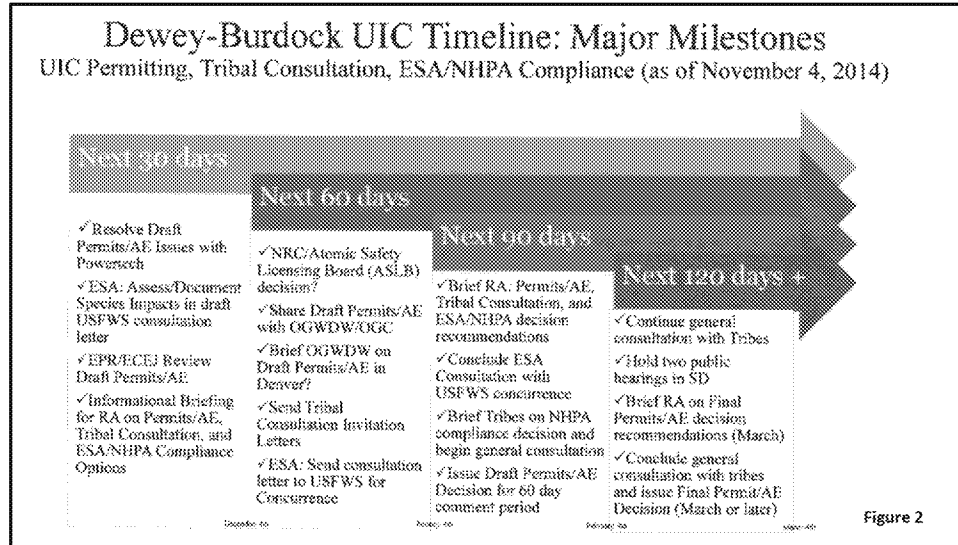 Dewey-Burdock UIC Timeline: Major Milestones
UIC Permitting, Tribal Consultation, ESA/NHPA Compliance (as of November 4, 2014)
Next 30 days
✓Resolve Draft
Permits/AE Issues with
Powertech
✓ESA: Assess/Document
Species Impacts in draft
USFWS consultation
letter
✓EPR/ECEJ Review
Draft Permits/AE
✓Informational Briefing
for RA on Permits/AE,
Tribal Consultation, and
ESA/NHPA Compliance
Options
Next 60 days
✓NRC/Atomic Safety
Licensing Board (ASLB)
decision?
✓Share Draft Permits/AE
with OGWDW/OGC
✓Brief OGWDW on
Draft Permits/AE in
Denver?
✓Send Tribal
Consultation Invitation
Letters
✓ESA: Send consultation
letter to USFWS for
Concurrence
Next 90 days
✓Brief RA: Permits/AE,
Tribal Consultation, and
ESA/NHPA decision
recommendations
✓Conclude ESA
Consultation with
USFWS concurrence
✓Brief Tribes on NHPA
compliance decision and
begin general consultation
✓Issue Draft Permits/AE
Decision for 60 day
comment period
Next 120 days +
✓Continue general
consultation with Tribes
✓Hold two public
hearings in SD
✓Brief RA on Final
Permits/AE decision
recommendations (March)
✓Conclude general
consultation with tribes
and issue Final Permit/AE
Decision (March or later)
Figure 2